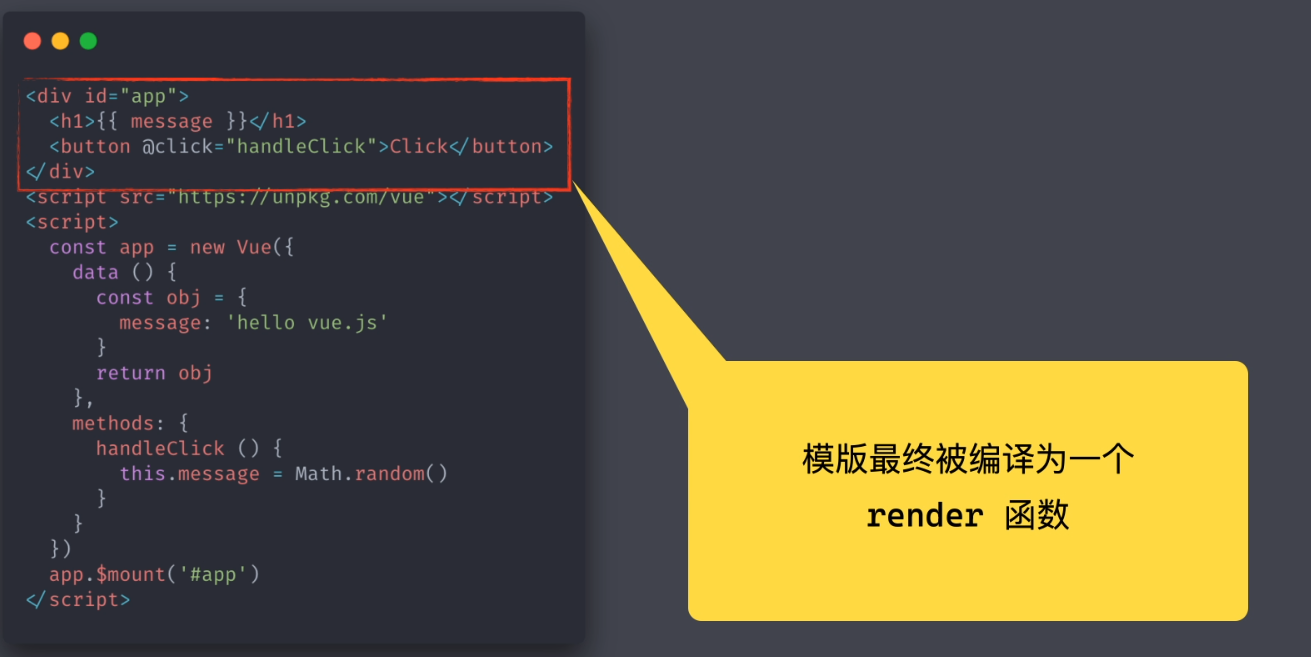 <div id="app">
  <h1>{{ message }}</h1>
  <button @click="handleClick">Click</button>
</div>
<script src="https://unpkg.com/vue"></script>
<script>
  const app = new Vue({
    data () {
      const obj = {
        message: 'hello vue.js'
      }
      return obj
    },
    methods: {
      handleClick () {
        this.message = Math.random()
      }
    }
  })
  app.$mount('#app')
</script>
模版最终被编译为一个
render 函数